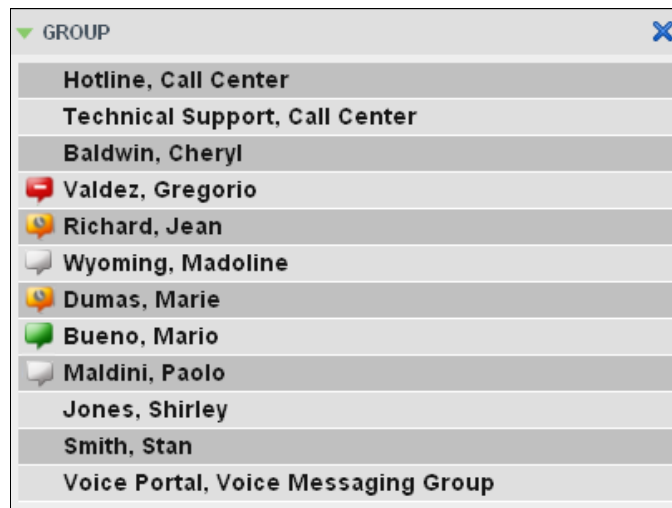 GROUP
Hotline, Call Center
Technical Support, Call Center
Baldwin, Cheryl
Valdez, Gregorio
Richard, Jean
Wyoming, Madoline
Dumas, Marie
Bueno, Mario
Maldini, Paolo
Jones, Shirley
Smith, Stan
Voice Portal, Voice Messaging Group